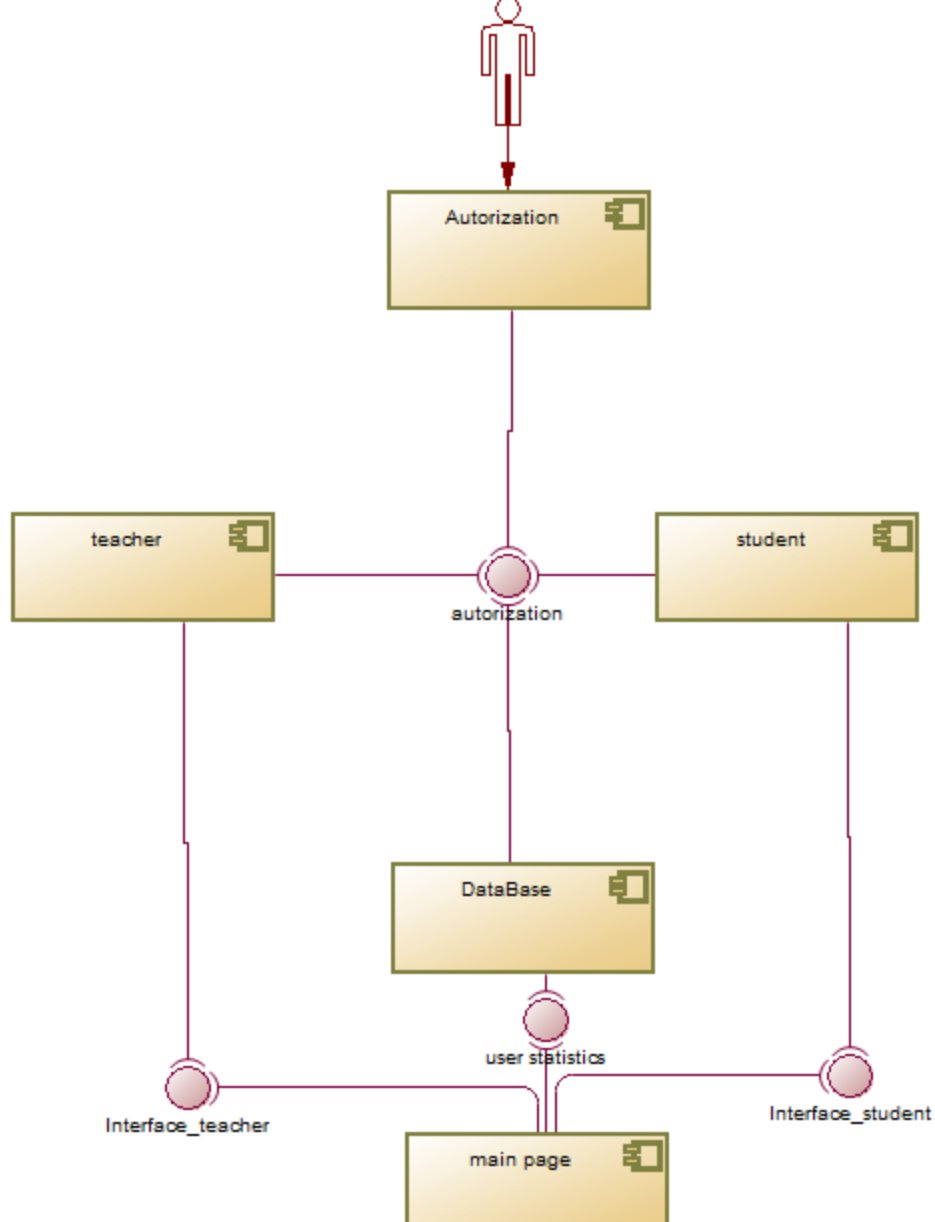 Autorization
teacher
student
autorization
DataBase
user statistics
Interface_teacher
Interface_student
main page